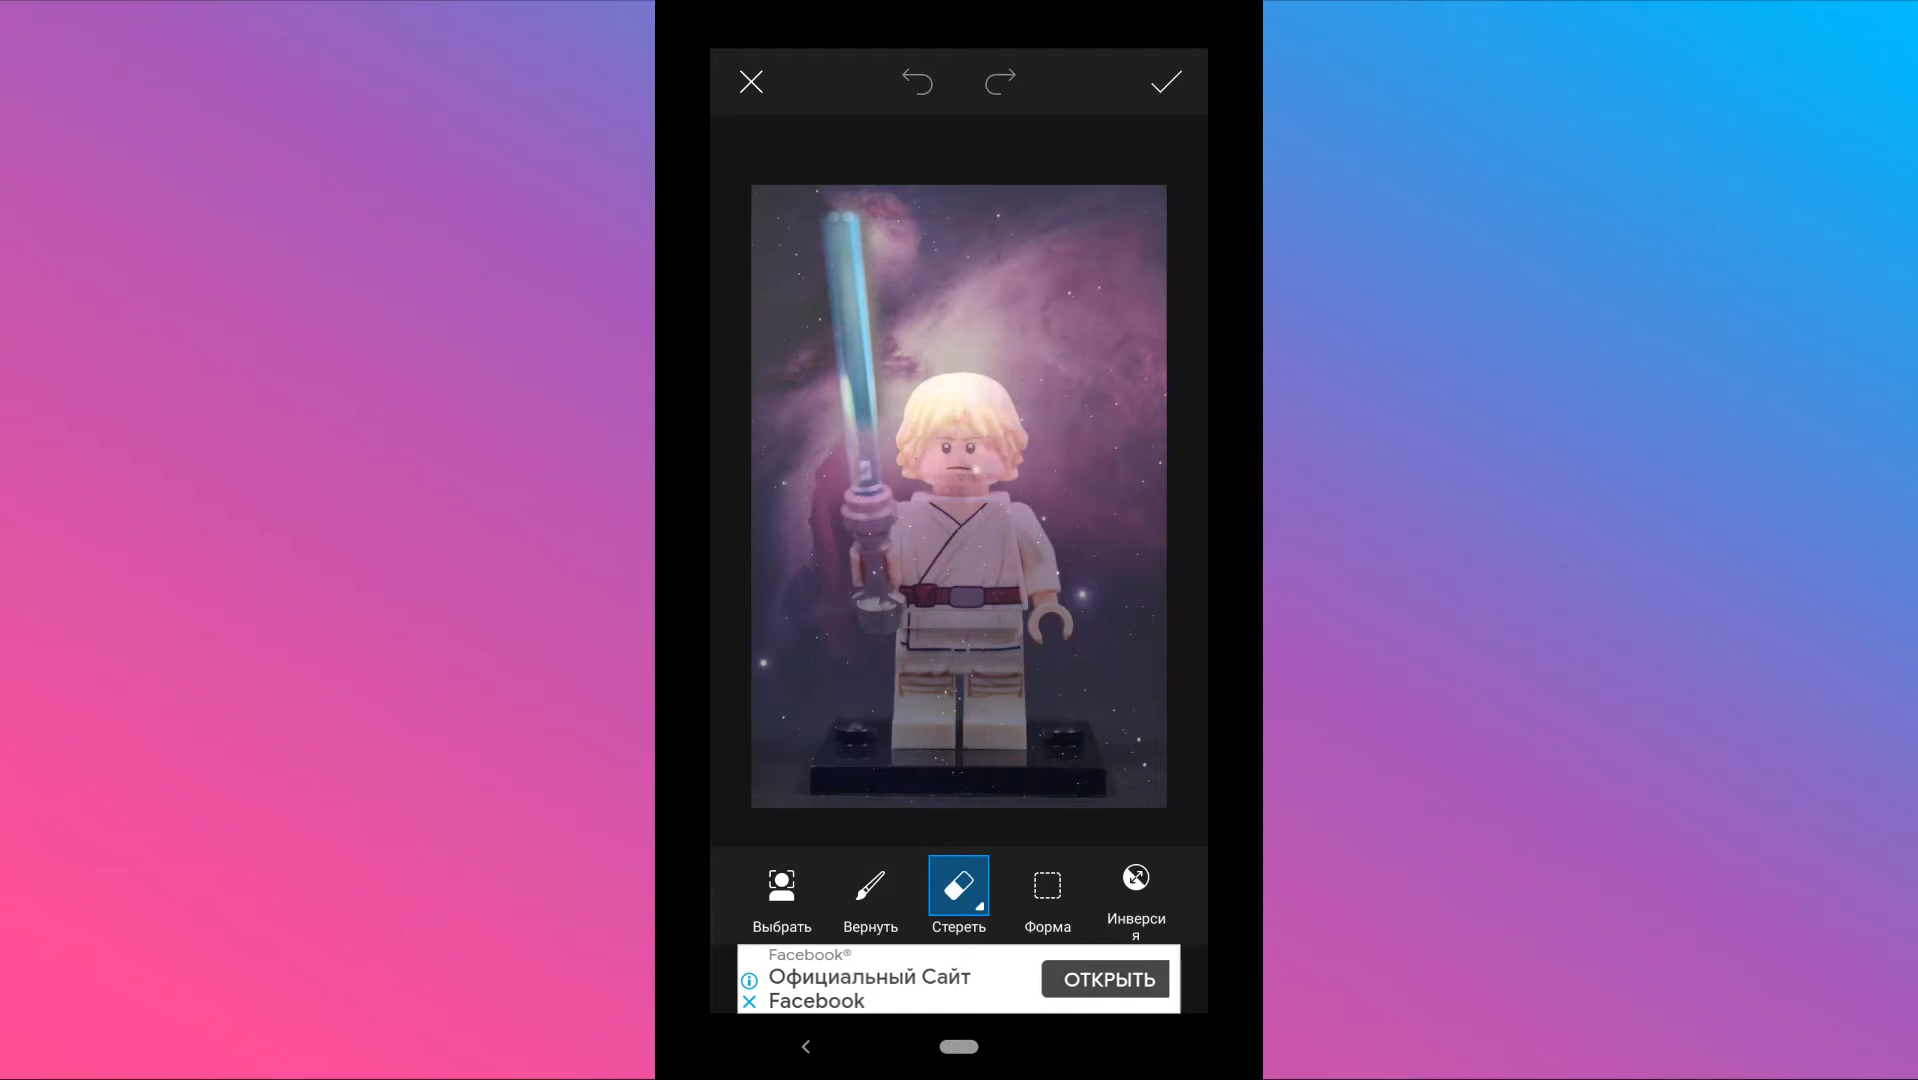 Выбрать
Вернуть
Стереть
Форма
Инверси
я
Facebook®
Официальный Сайт
Facebook
ОТКРЫТЬ